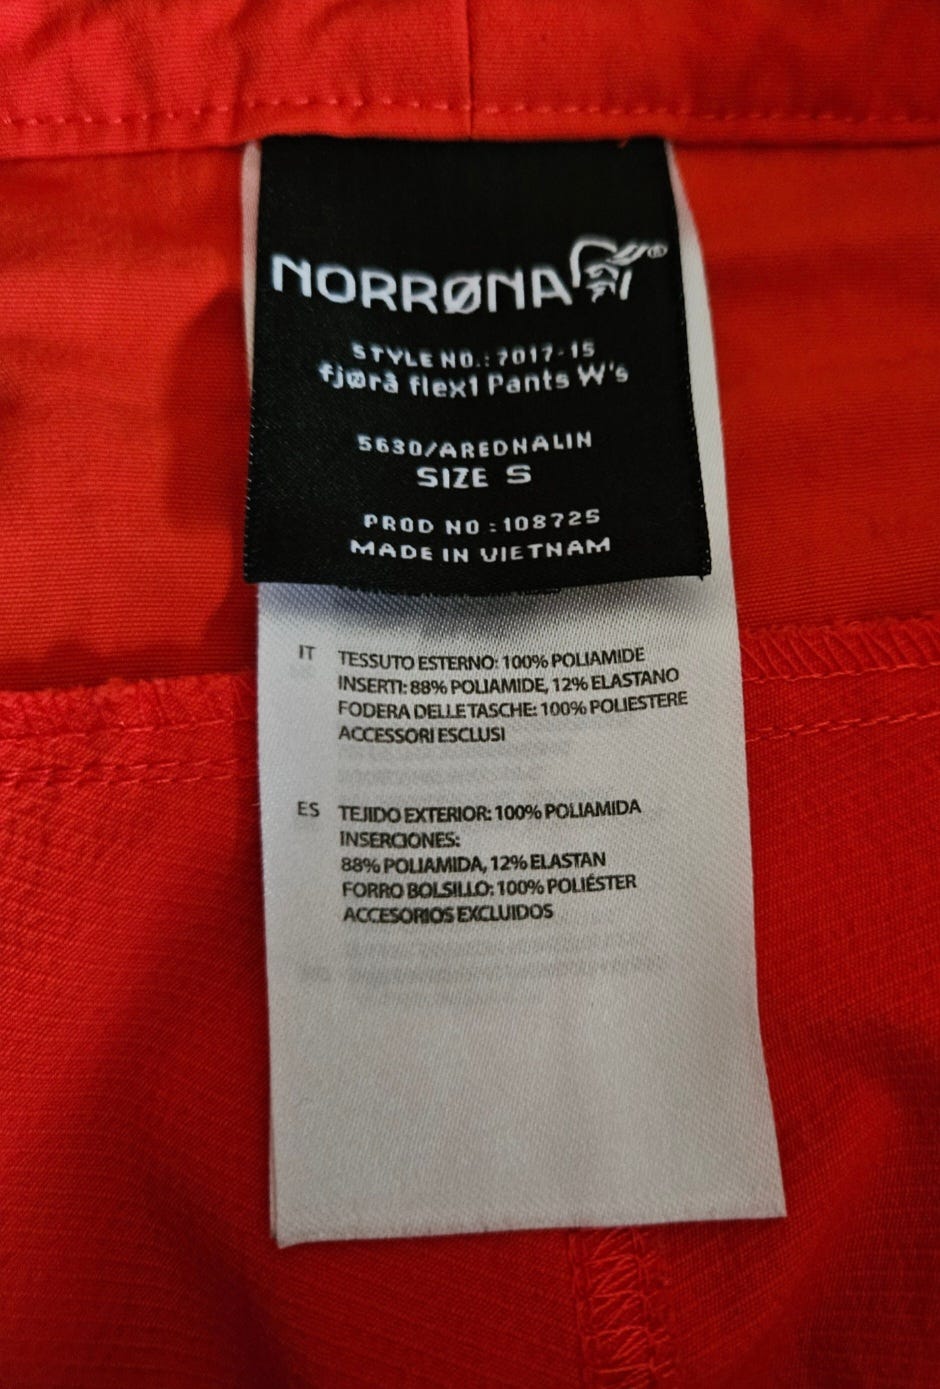 NORRØNA®
STYLE NO.: 7017-15
fjørå flex1 Pants W's
5630/AREDNALIN
SIZE S
PROD NO :108725
MADE IN VIETNAM
IT TESSUTO ESTERNO: 100% POLIAMIDE
INSERTI: 88% POLIAMIDE, 12% ELASTANO
FODERA DELLE TASCHE: 100% POLIESTERE
ACCESSORI ESCLUSI
ES TEJIDO EXTERIOR: 100% POLIAMIDA
INSERCIONES:
88% POLIAMIDA, 12% ELASTAN
FORRO BOLSILLO: 100% POLIÉSTER
ACCESORIOS EXCLUIDOS